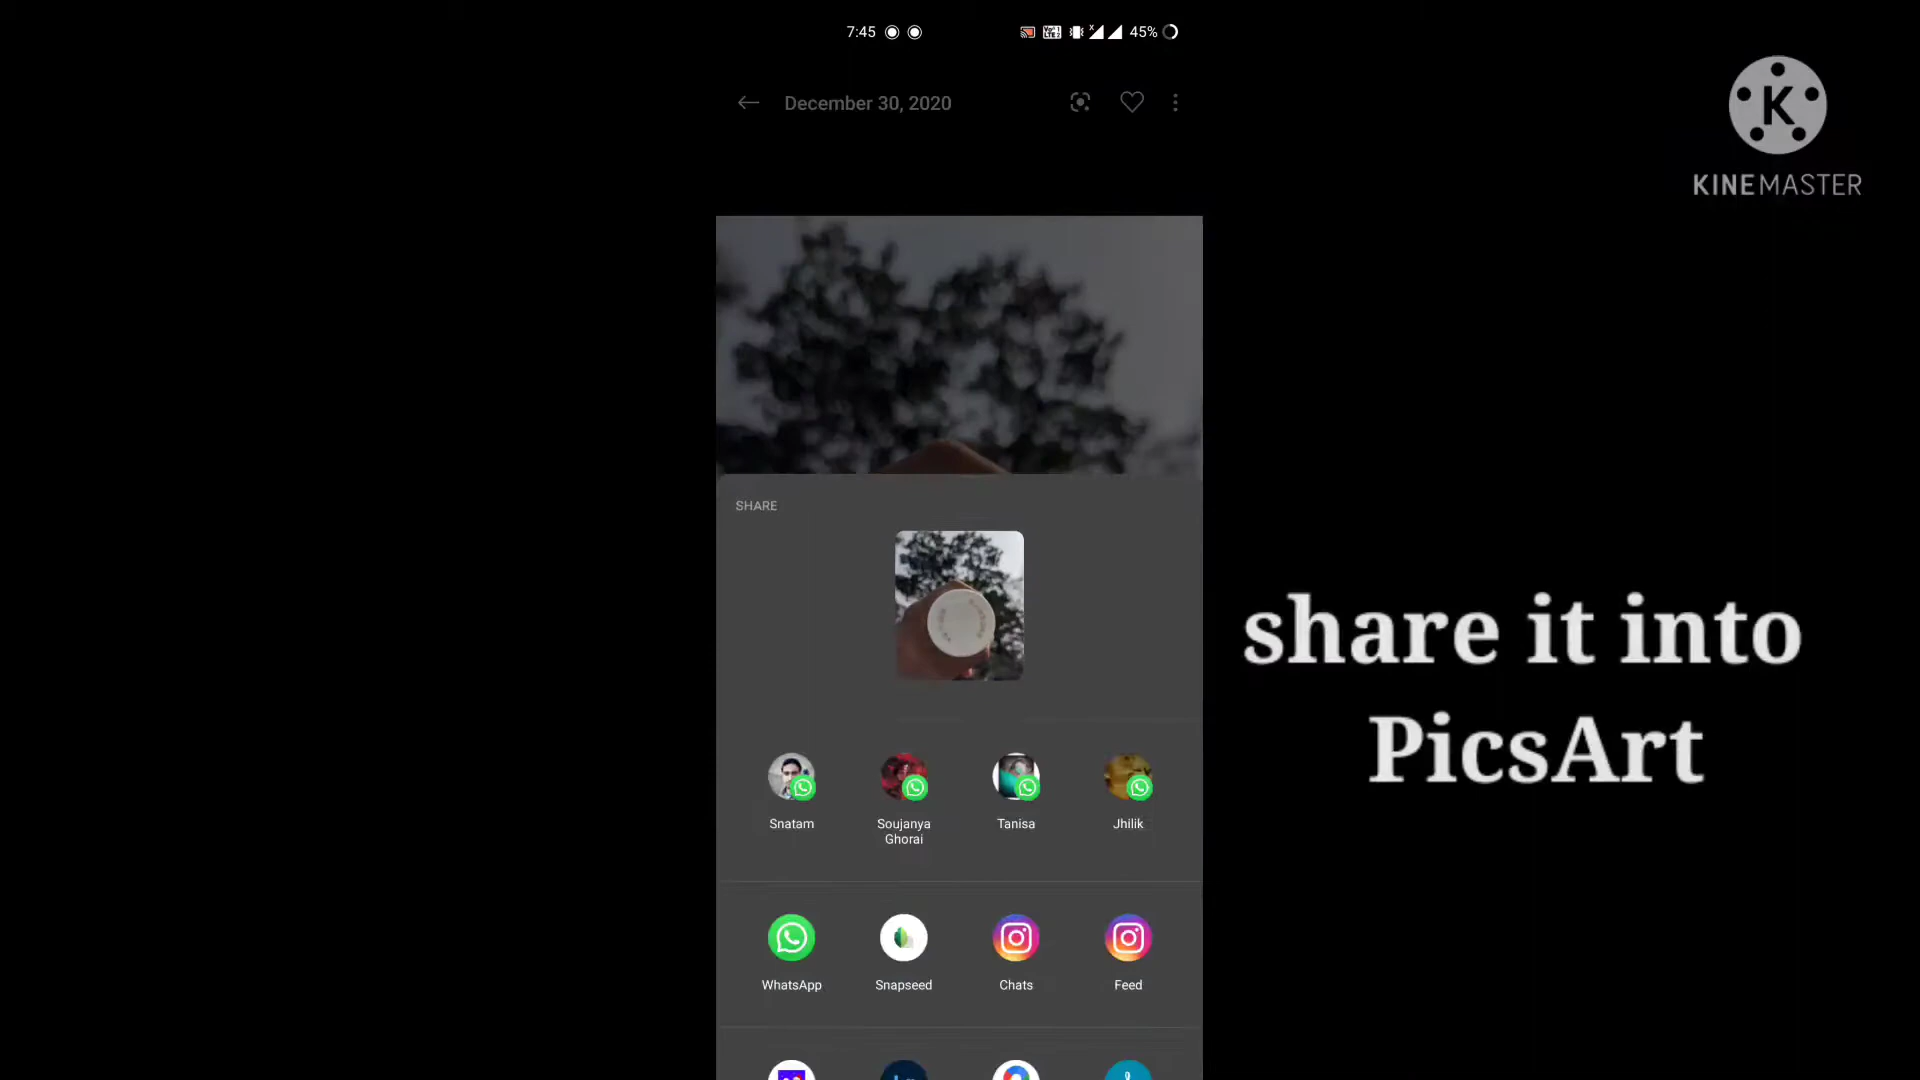 7:45
45%
December 30, 2020
K
KINEMASTER
SHARE
share it into
PicsArt
Snatam
Soujanya
Ghorai
Tanisa
Jhilik
WhatsApp
Snapseed
Chats
Feed